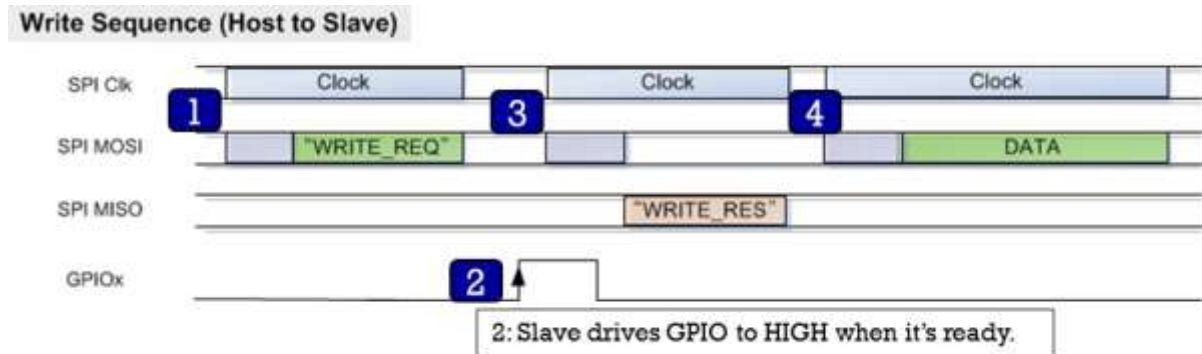 Write Sequence (Host to Slave)
SPI Clk Clock Clock Clock
1 3 4
SPI MOSI "WRITE_REQ" DATA
SPI MISO "WRITE_RES"
GPIOx 2
2: Slave drives GPIO to HIGH when it's ready.